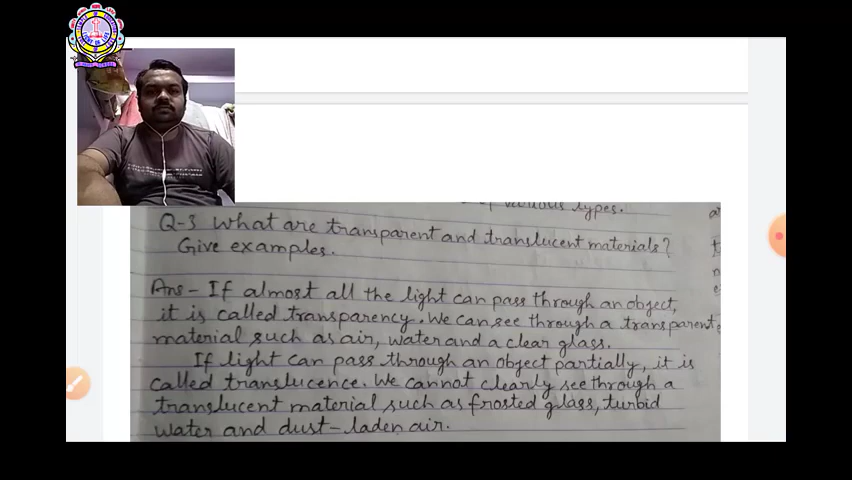 of various types.
Q-3 What are transparent and translucent materials?
Give examples.
Ans- If almost all the light can pass through an object,
it is called transparency. We can see through a transparent
material such as air, water and a clear glass.
If light can pass through an object partially, it is
called translucence. We cannot clearly see through a
translucent material such as frosted glass, turbid
water and dust-laden air.